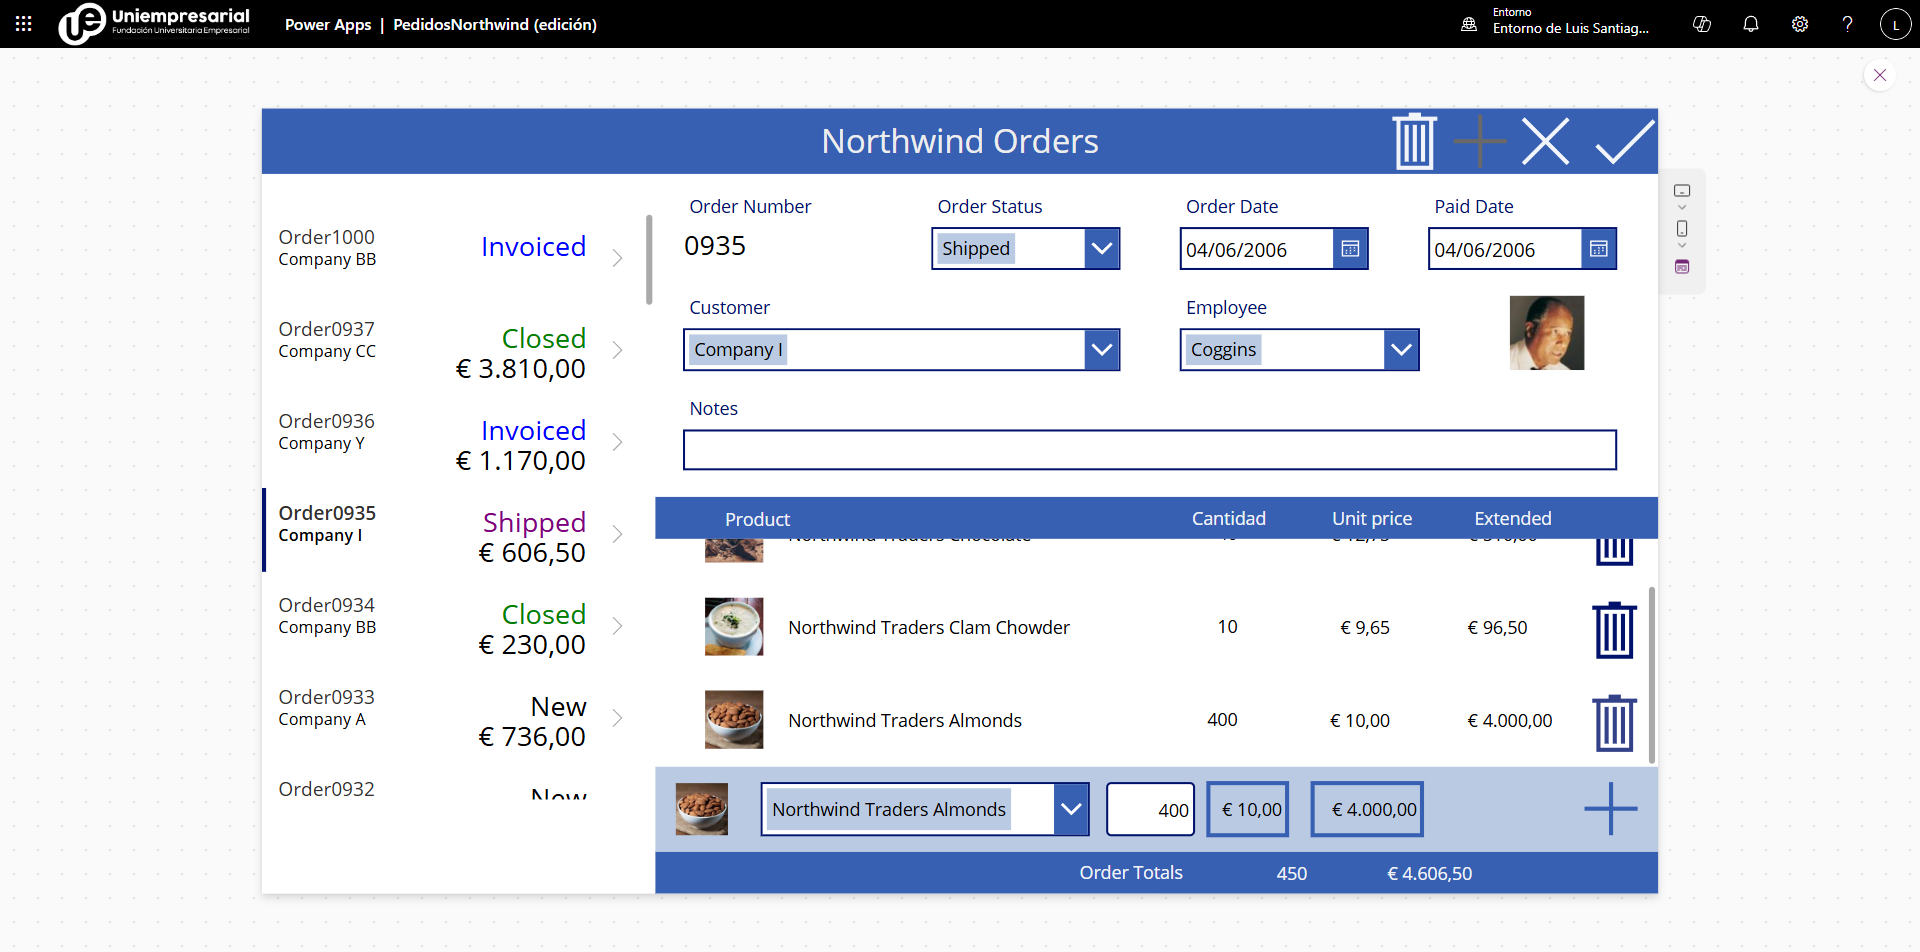 Uniempresarial
Fundación Universitaria Empresarial
Power Apps | PedidosNorthwind (edición)
Entorno
Entorno de Luis Santiag...
L
Northwind Orders
Order1000
Company BB
Invoiced
Order0937
Company CC
Closed
€ 3.810,00
Order0936
Company Y
Invoiced
€ 1.170,00
Order0935
Company I
Shipped
€ 606,50
Order0934
Company BB
Closed
€ 230,00
Order0933
Company A
New
€ 736,00
Order0932
New
Order Number
0935
Order Status
Shipped
Order Date
04/06/2006
Paid Date
04/06/2006
Customer
Company I
Employee
Coggins
Notes
Product Cantidad Unit price Extended
Northwind Traders Chocolate
Northwind Traders Clam Chowder 10 € 9,65 € 96,50
Northwind Traders Almonds 400 € 10,00 € 4.000,00
Northwind Traders Almonds 400 € 10,00 € 4.000,00
Order Totals 450 € 4.606,50